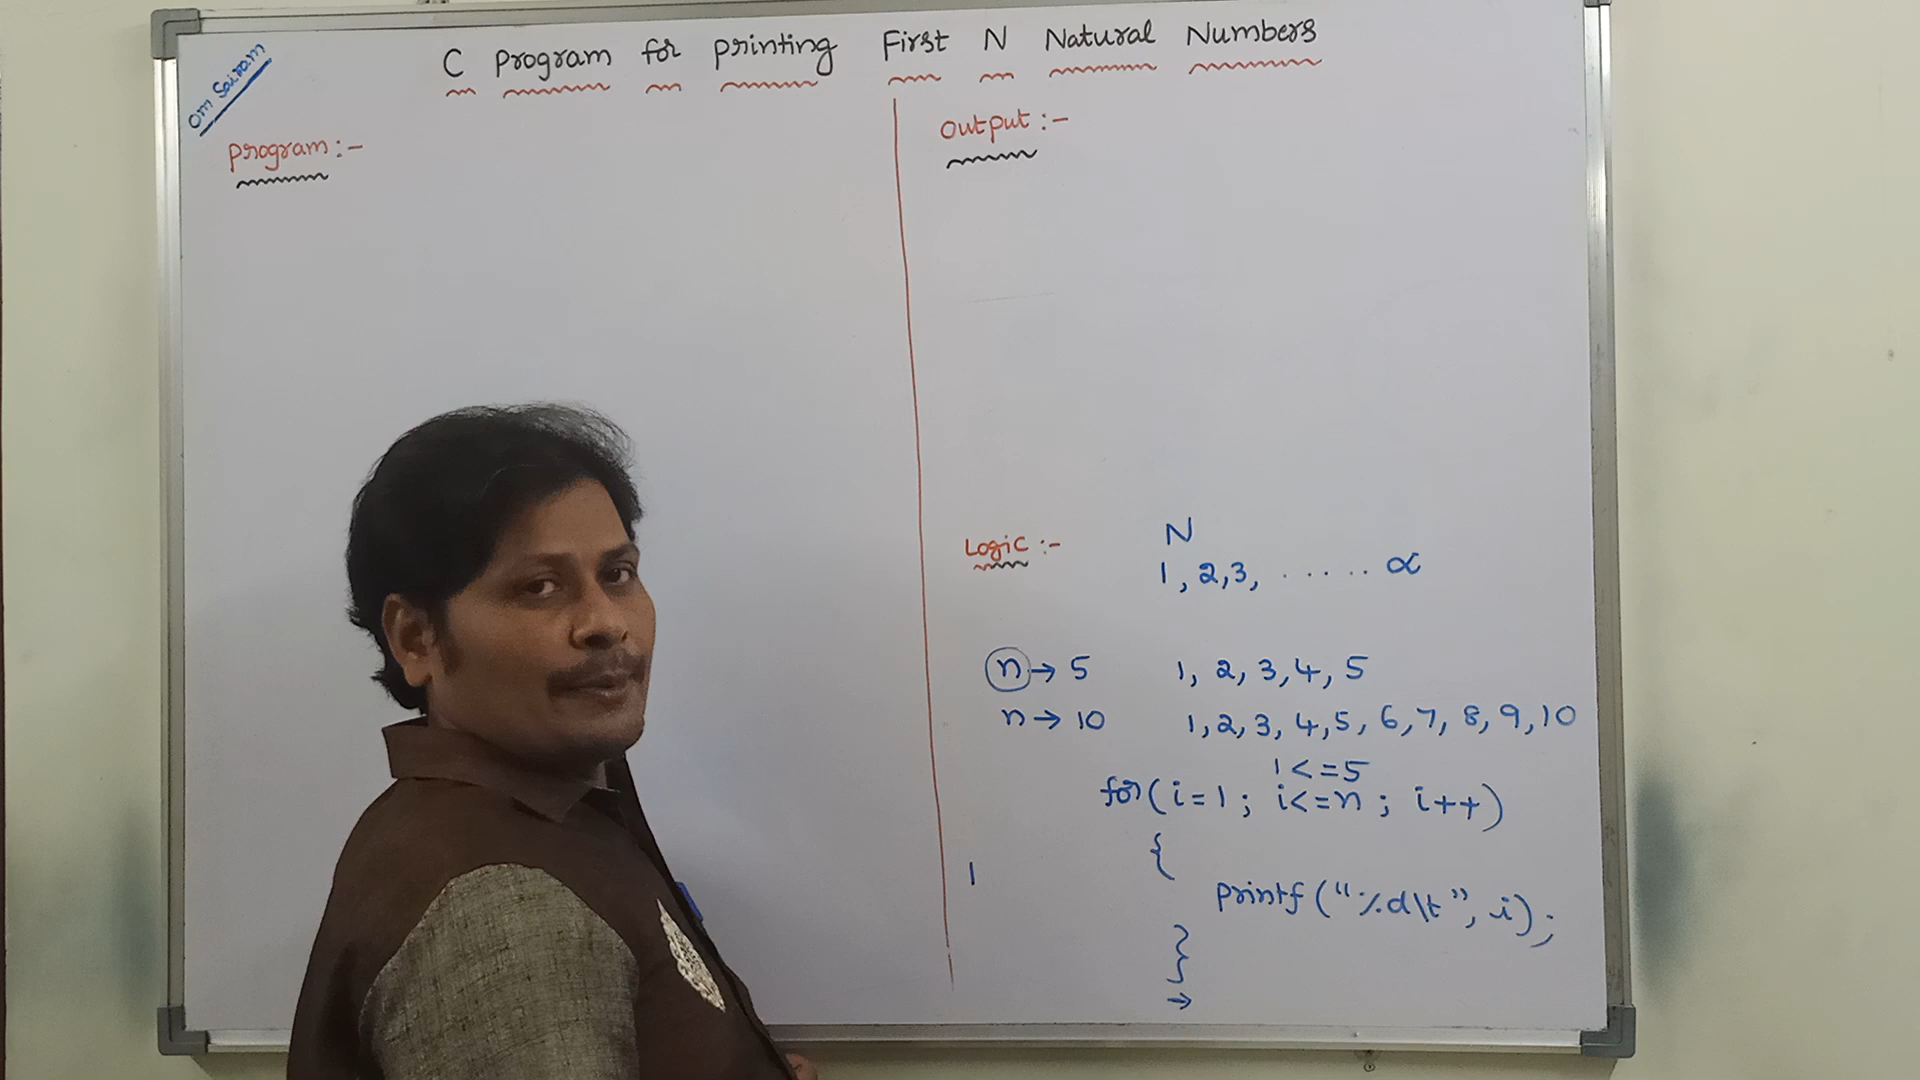 Om Sairam
C Program for Printing First N Natural Numbers
Program :-
Output :-
Logic :-
N
1, 2, 3, ..... ∝
n → 5 1, 2, 3, 4, 5
n → 10 1, 2, 3, 4, 5, 6, 7, 8, 9, 10
1<=5
for(i=1; i<=n; i++)
{
1
printf("%d\t", i);
}
→